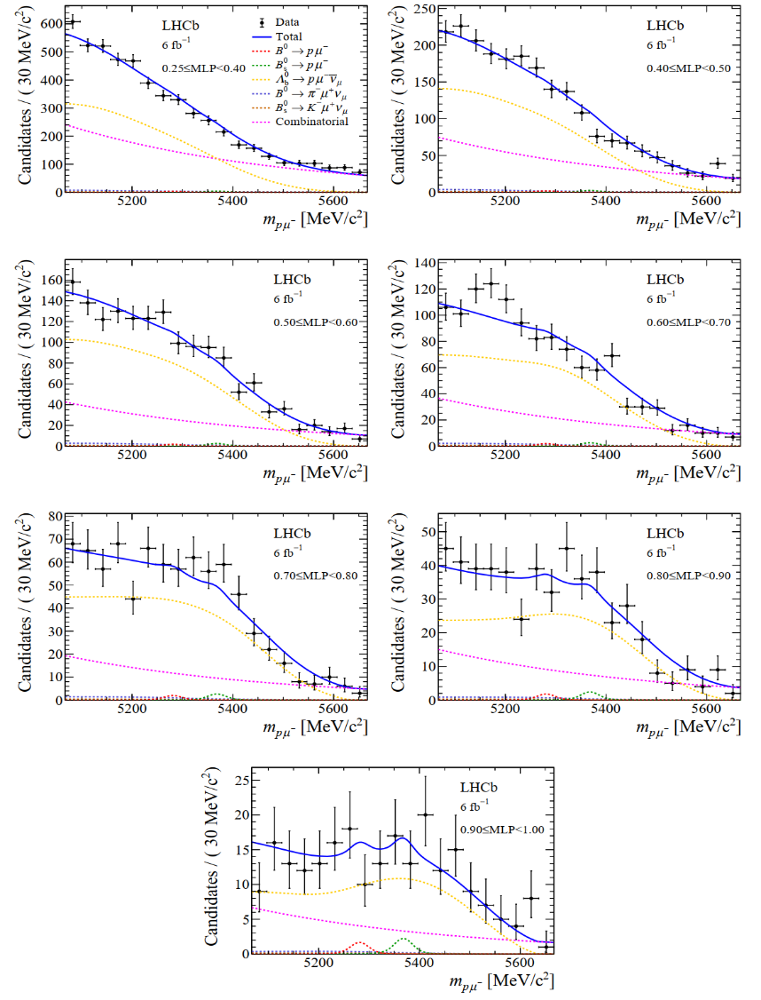 Candidates / ( 30 MeV/c²)
600
500
400
300
200
100
0
LHCb
6 fb⁻¹
0.25≤MLP<0.40
Data
Total
B⁰ → pμ⁻
B⁰ₛ → pμ⁻
Λ⁰_b → pμ⁻ν̄_μ
B⁰ → π⁻μ⁺ν_μ
B⁰ₛ → K⁻μ⁺ν_μ
Combinatorial
5200 5400 5600
m_pμ⁻ [MeV/c²]
Candidates / ( 30 MeV/c²)
250
200
150
100
50
0
LHCb
6 fb⁻¹
0.40≤MLP<0.50
5200 5400 5600
m_pμ⁻ [MeV/c²]
Candidates / ( 30 MeV/c²)
160
140
120
100
80
60
40
20
0
LHCb
6 fb⁻¹
0.50≤MLP<0.60
5200 5400 5600
m_pμ⁻ [MeV/c²]
Candidates / ( 30 MeV/c²)
140
120
100
80
60
40
20
0
LHCb
6 fb⁻¹
0.60≤MLP<0.70
5200 5400 5600
m_pμ⁻ [MeV/c²]
Candidates / ( 30 MeV/c²)
80
70
60
50
40
30
20
10
0
LHCb
6 fb⁻¹
0.70≤MLP<0.80
5200 5400 5600
m_pμ⁻ [MeV/c²]
Candidates / ( 30 MeV/c²)
50
40
30
20
10
0
LHCb
6 fb⁻¹
0.80≤MLP<0.90
5200 5400 5600
m_pμ⁻ [MeV/c²]
Candidates / ( 30 MeV/c²)
25
20
15
10
5
0
LHCb
6 fb⁻¹
0.90≤MLP<1.00
5200 5400 5600
m_pμ⁻ [MeV/c²]